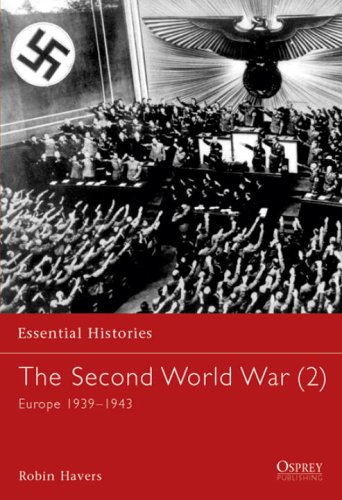 Essential Histories
The Second World War (2)
Europe 1939–1943
Robin Havers
OSPREY
PUBLISHING